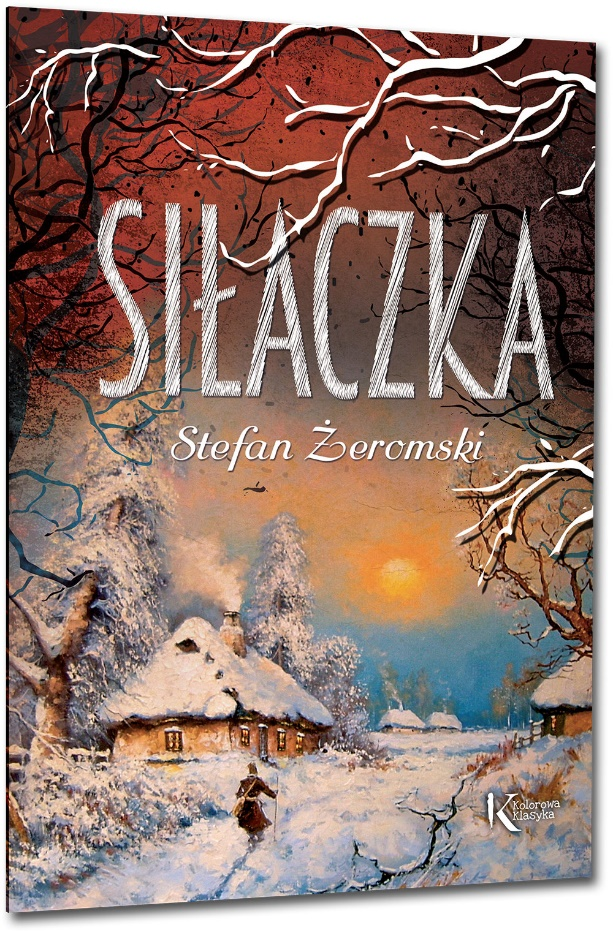 SIŁACZKA
Stefan Żeromski
Kolorowa
Klasyka